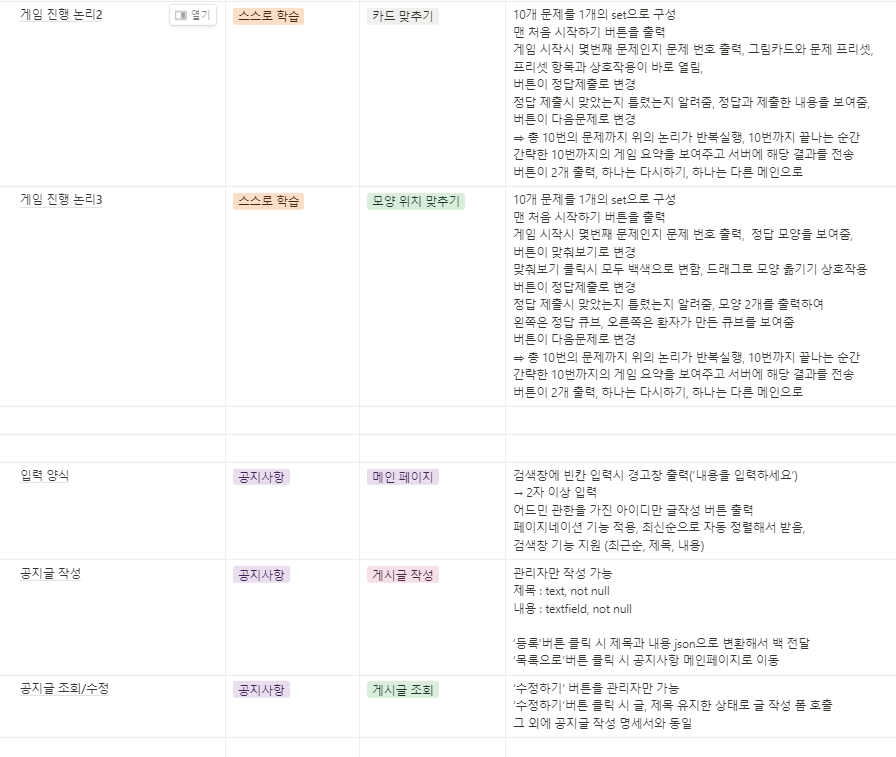 게임 진행 논리2
열기
스스로 학습
카드 맞추기
10개 문제를 1개의 set으로 구성
맨 처음 시작하기 버튼을 출력
게임 시작시 몇번째 문제인지 문제 번호 출력, 그림카드와 문제 프리셋,
프리셋 항목과 상호작용이 바로 열림,
버튼이 정답제출로 변경
정답 제출시 맞았는지 틀렸는지 알려줌, 정답과 제출한 내용을 보여줌,
버튼이 다음문제로 변경
⇒ 총 10번의 문제까지 위의 논리가 반복실행, 10번까지 끝나는 순간
간략한 10번까지의 게임 요약을 보여주고 서버에 해당 결과를 전송
버튼이 2개 출력, 하나는 다시하기, 하나는 다른 메인으로
게임 진행 논리3
스스로 학습
모양 위치 맞추기
10개 문제를 1개의 set으로 구성
맨 처음 시작하기 버튼을 출력
게임 시작시 몇번째 문제인지 문제 번호 출력, 정답 모양을 보여줌,
버튼이 맞춰보기로 변경
맞춰보기 클릭시 모두 백색으로 변함, 드래그로 모양 옮기기 상호작용
버튼이 정답제출로 변경
정답 제출시 맞았는지 틀렸는지 알려줌, 모양 2개를 출력하여
왼쪽은 정답 큐브, 오른쪽은 환자가 만든 큐브를 보여줌
버튼이 다음문제로 변경
⇒ 총 10번의 문제까지 위의 논리가 반복실행, 10번까지 끝나는 순간
간략한 10번까지의 게임 요약을 보여주고 서버에 해당 결과를 전송
버튼이 2개 출력, 하나는 다시하기, 하나는 다른 메인으로
입력 양식
공지사항
메인 페이지
검색창에 빈칸 입력시 경고창 출력('내용을 입력하세요')
→ 2자 이상 입력
어드민 관한을 가진 아이디만 글작성 버튼 출력
페이지네이션 기능 적용, 최신순으로 자동 정렬해서 받음,
검색창 기능 지원 (최근순, 제목, 내용)
공지글 작성
공지사항
게시글 작성
관리자만 작성 가능
제목 : text, not null
내용 : textfield, not null
'등록'버튼 클릭 시 제목과 내용 json으로 변환해서 백 전달
'목록으로'버튼 클릭 시 공지사항 메인페이지로 이동
공지글 조회/수정
공지사항
게시글 조회
'수정하기' 버튼을 관리자만 가능
'수정하기'버튼 클릭 시 글, 제목 유지한 상태로 글 작성 폼 호출
그 외에 공지글 작성 명세서와 동일